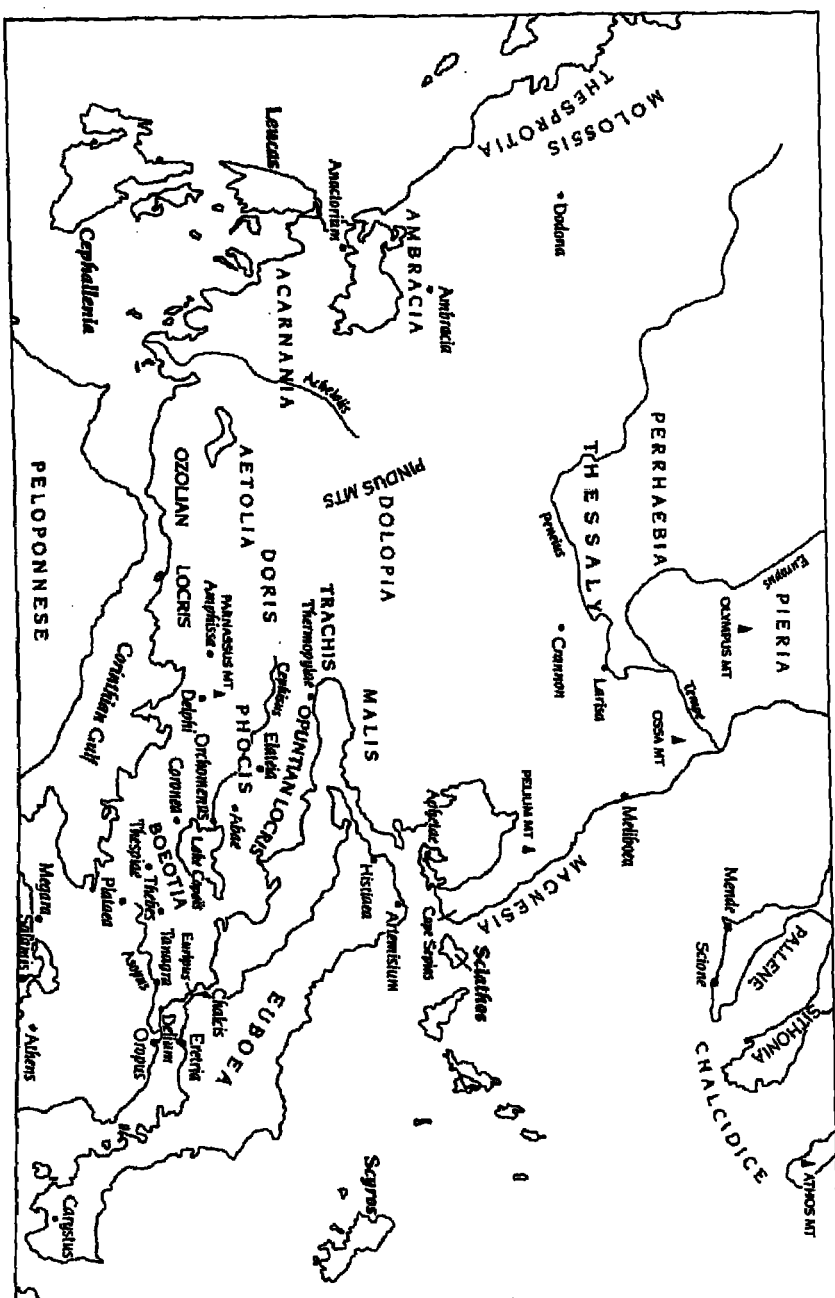 MOLOSSIS
THESPROTIA
Dodona
PERRHAEBIA
THESSALY
Peneius
Europus
PIERIA
OLYMPUS MT
Tempe
OSSA MT
Larisa
Crannon
Meliboea
PELIUM MT
MAGNESIA
Mende
Scione
PALLENE
SITHONIA
CHALCIDICE
ATHOS MT
Leucas
Anactorium
AMBRACIA
Ambracia
Cephallenia
ACARNANIA
Achelous
PINDUS MTS
DOLOPIA
AETOLIA
DORIS
OZOLIAN
LOCRIS
PARNASSUS MT
Amphissa
TRACHIS
Thermopylae
MALIS
OPUNTIAN LOCRIS
Cephisus
Elateia
PHOCIS
Delphi
Abae
Orchomenus
Coronea
Lake Copais
BOEOTIA
Thespiae
Thebes
Plataea
Tanagra
Asopus
Euripus
Chalcis
Delium
Eretria
Oropus
EUBOEA
Aphetae
Cape Sepias
Sciathos
Histiaea
Artemisium
Scyros
Corinthian Gulf
PELOPONNESE
Megara
Salamis
Athens
Carystus